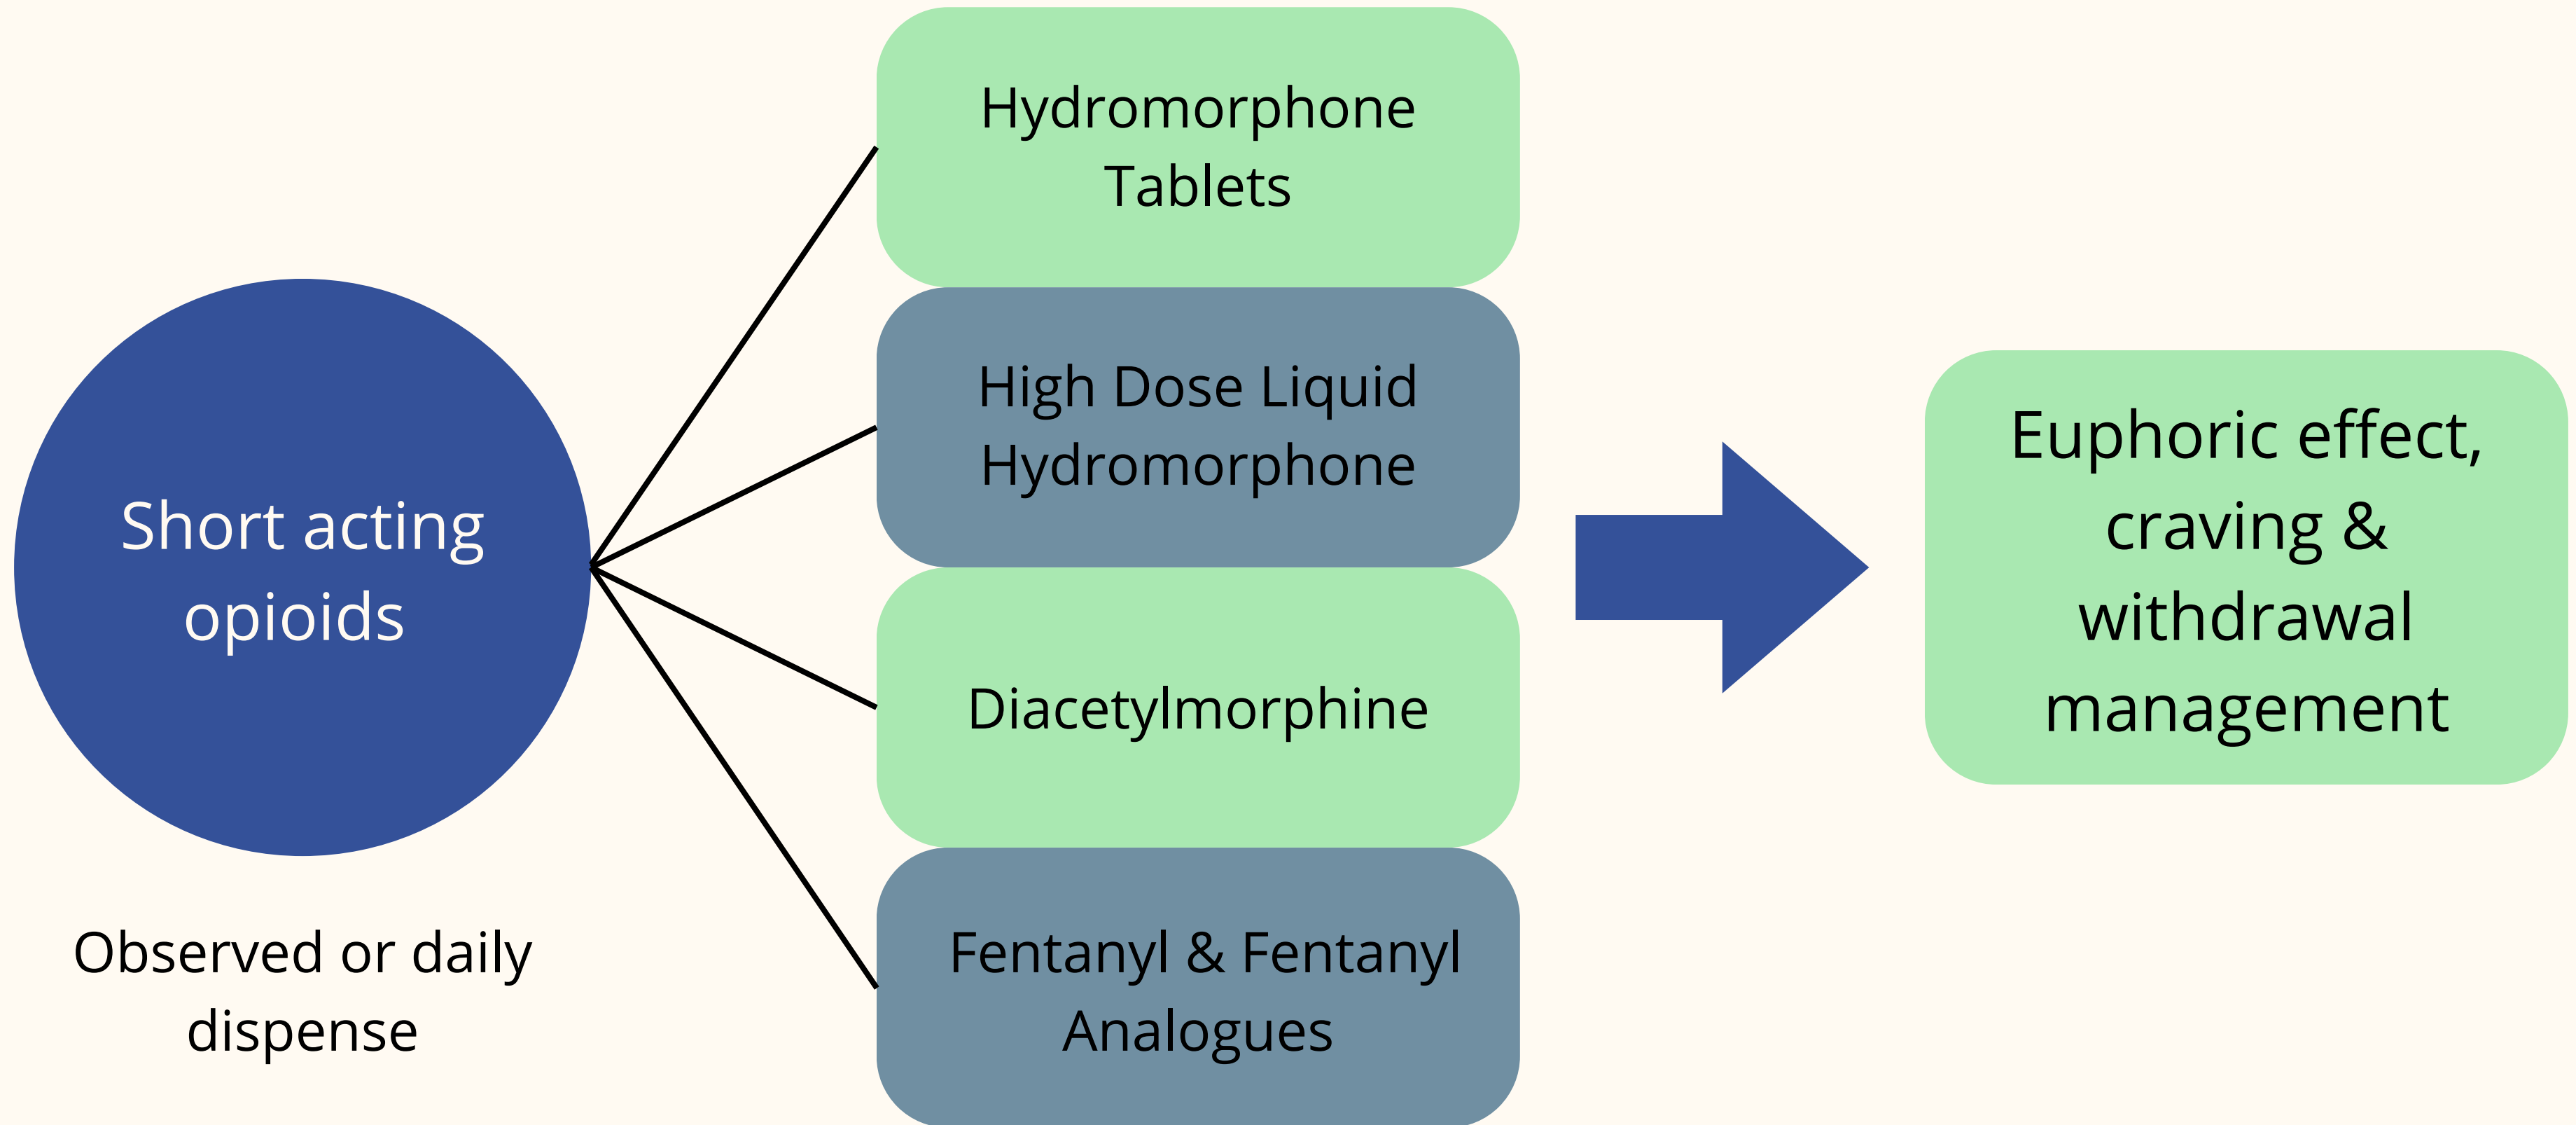 Short acting
opioids
Observed or daily
dispense
Hydromorphone
Tablets
High Dose Liquid
Hydromorphone
Diacetylmorphine
Fentanyl & Fentanyl
Analogues
Euphoric effect,
craving &
withdrawal
management